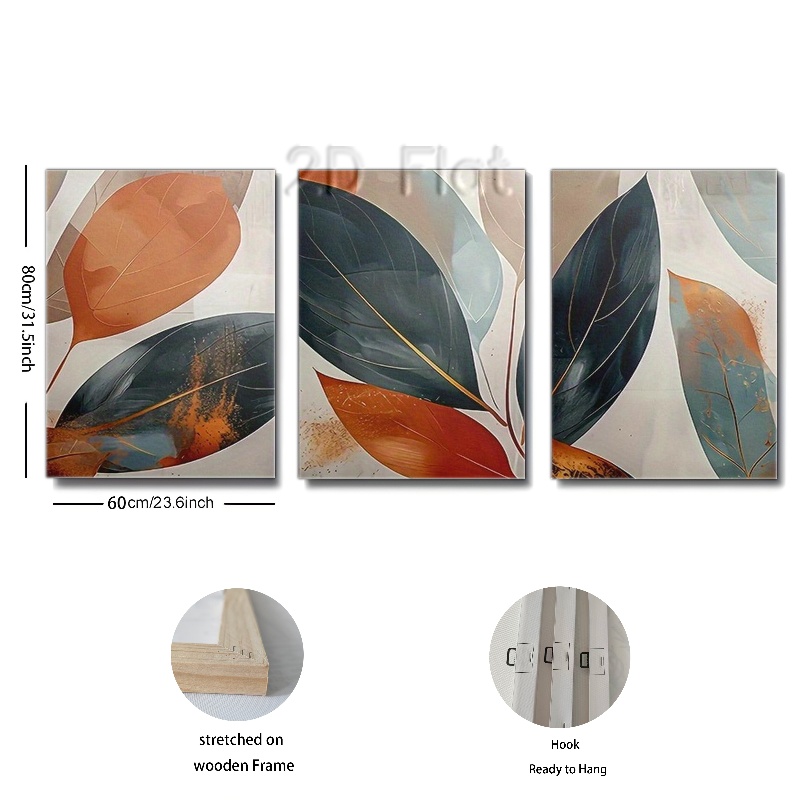 2D Flat
80cm/31.5inch
60cm/23.6inch
stretched on
wooden Frame
Hook
Ready to Hang